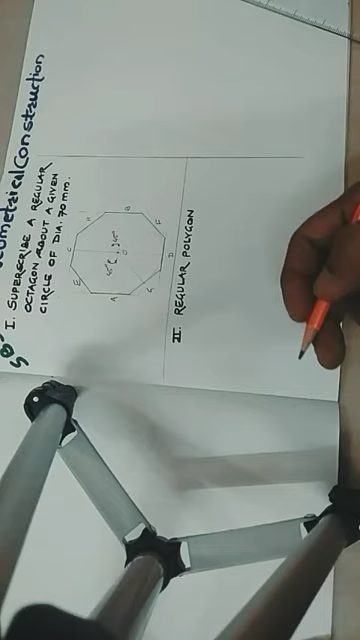 Geometrical Construction
I. SUPERSCRIBE A REGULAR
OCTAGON ABOUT A GIVEN
CIRCLE OF DIA. 70 mm.
II. REGULAR POLYGON